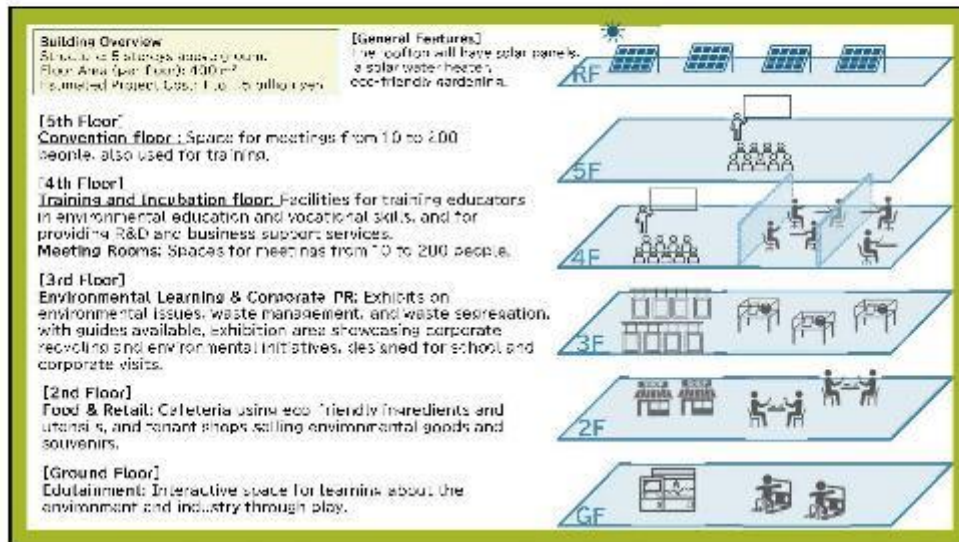 Building Overview
Structure: 5 storeys above ground.
Floor Area (per floor): 400 m²
Estimated Project Cost: 1 to billion yen
[General Features]
The rooftop will have solar panels,
a solar water heater,
eco-friendly gardening.
[5th Floor]
Convention floor : Space for meetings from 10 to 200
people, also used for training.
[4th Floor]
Training and Incubation floor: Facilities for training educators
in environmental education and vocational skills, and for
providing R&D and business support services.
Meeting Rooms: Spaces for meetings from 10 to 200 people.
[3rd Floor]
Environmental Learning & Corporate PR: Exhibits on
environmental issues, waste management, and waste segregation,
with guides available. Exhibition area showcasing corporate
recycling and environmental initiatives, designed for school and
corporate visits.
[2nd Floor]
Food & Retail: Cafeteria using eco friendly ingredients and
utensils, and tenant shops selling environmental goods and
souvenirs.
[Ground Floor]
Edutainment: Interactive space for learning about the
environment and industry through play.
RF
5F
4F
3F
2F
GF